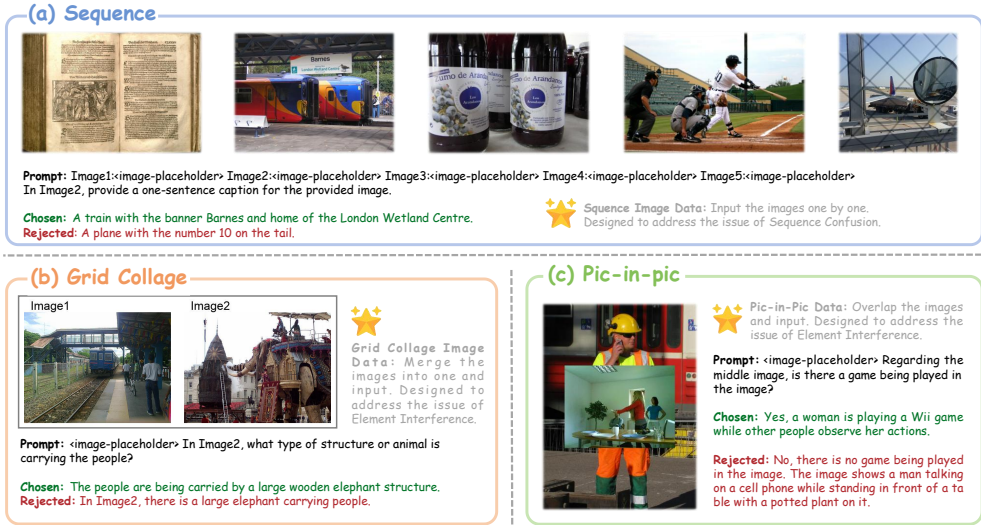 (a) Sequence
Barnes
London Wetland Centre
Zumo de Arandanos
Prompt: Image1:<image-placeholder> Image2:<image-placeholder> Image3:<image-placeholder> Image4:<image-placeholder> Image5:<image-placeholder>
In Image2, provide a one-sentence caption for the provided image.
Chosen: A train with the banner Barnes and home of the London Wetland Centre.
Rejected: A plane with the number 10 on the tail.
Squence Image Data: Input the images one by one.
Designed to address the issue of Sequence Confusion.
(b) Grid Collage
Image1
Image2
Grid Collage Image
Data: Merge the
images into one and
input. Designed to
address the issue of
Element Interference.
Prompt: <image-placeholder> In Image2, what type of structure or animal is
carrying the people?
Chosen: The people are being carried by a large wooden elephant structure.
Rejected: In Image2, there is a large elephant carrying people.
(c) Pic-in-pic
Pic-in-Pic Data: Overlap the images
and input. Designed to address the
issue of Element Interference.
Prompt: <image-placeholder> Regarding the
middle image, is there a game being played in
the image?
Chosen: Yes, a woman is playing a Wii game
while other people observe her actions.
Rejected: No, there is no game being played
in the image. The image shows a man talking
on a cell phone while standing in front of a ta
ble with a potted plant on it.